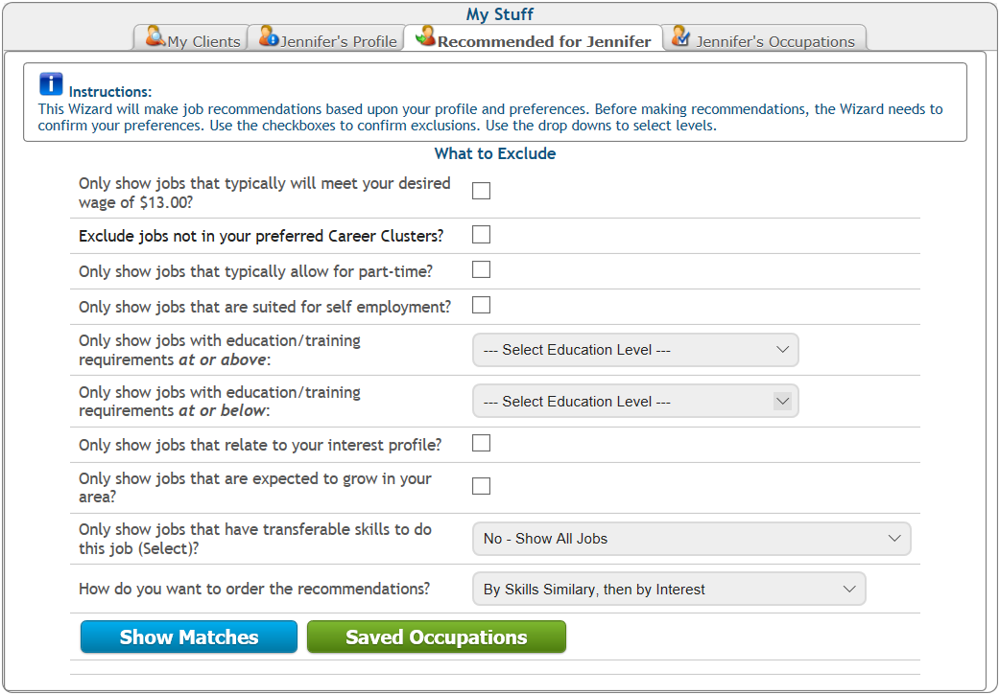 My Stuff
My Clients
Jennifer's Profile
Recommended for Jennifer
Jennifer's Occupations
i Instructions:
This Wizard will make job recommendations based upon your profile and preferences. Before making recommendations, the Wizard needs to
confirm your preferences. Use the checkboxes to confirm exclusions. Use the drop downs to select levels.
What to Exclude
Only show jobs that typically will meet your desired
wage of $13.00?
Exclude jobs not in your preferred Career Clusters?
Only show jobs that typically allow for part-time?
Only show jobs that are suited for self employment?
Only show jobs with education/training
requirements at or above:
--- Select Education Level ---
Only show jobs with education/training
requirements at or below:
--- Select Education Level ---
Only show jobs that relate to your interest profile?
Only show jobs that are expected to grow in your
area?
Only show jobs that have transferable skills to do
this job (Select)?
No - Show All Jobs
How do you want to order the recommendations?
By Skills Similary, then by Interest
Show Matches
Saved Occupations